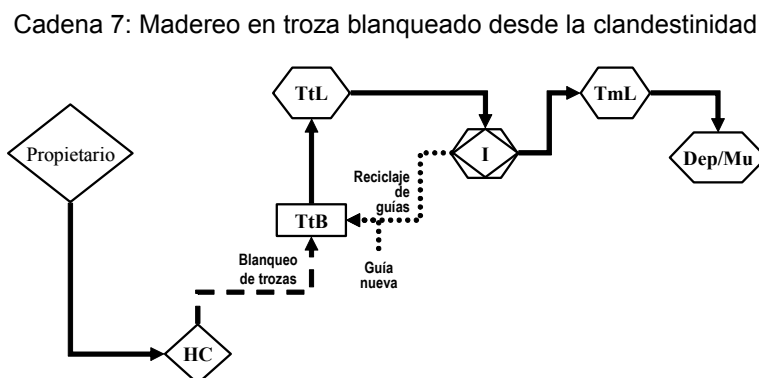 Cadena 7: Madereo en troza blanqueado desde la clandestinidad
TtL
TmL
Propietario
I
Dep/Mu
Reciclaje
de
guías
TtB
Blanqueo
de trozas
Guía
nueva
HC